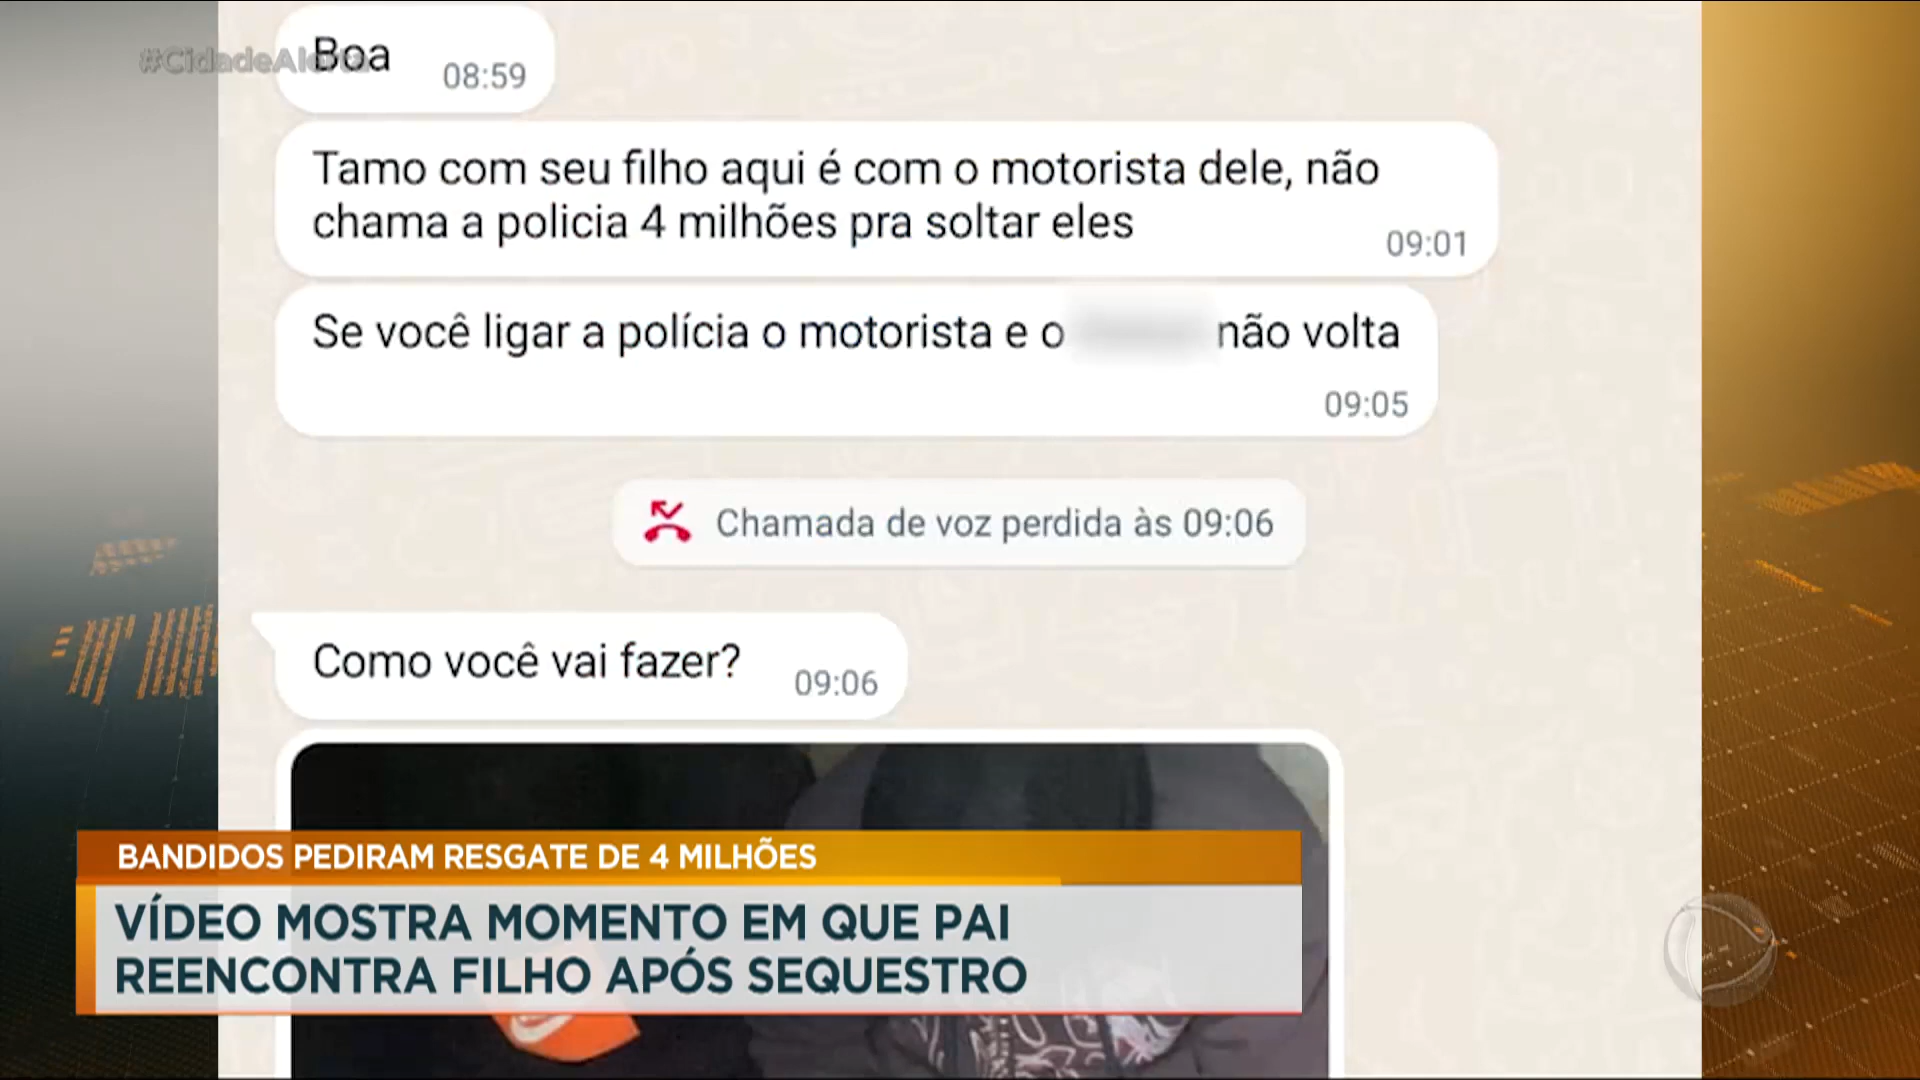 #CidadeAlerta
Boa
08:59
Tamo com seu filho aqui é com o motorista dele, não
chama a policia 4 milhões pra soltar eles
09:01
Se você ligar a polícia o motorista e o não volta
09:05
Chamada de voz perdida às 09:06
Como você vai fazer?
09:06
BANDIDOS PEDIRAM RESGATE DE 4 MILHÕES
VÍDEO MOSTRA MOMENTO EM QUE PAI
REENCONTRA FILHO APÓS SEQUESTRO